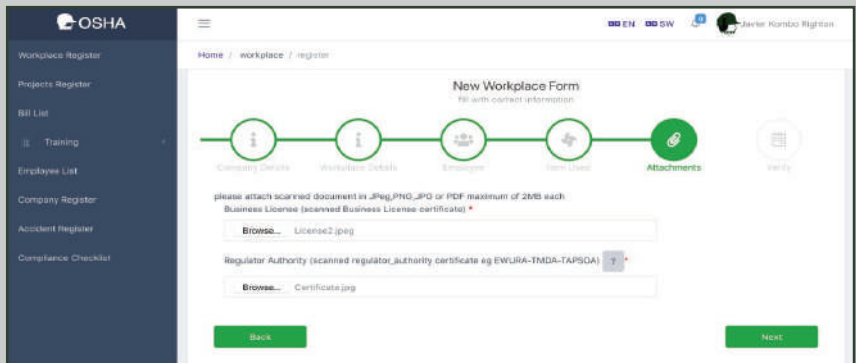 OSHA
EN SW
Javier Kombo Righton
Workplace Register
Projects Register
Bill List
Training
Employee List
Company Register
Accident Register
Compliance Checklist
Home / workplace / register
New Workplace Form
fill with correct information
Company Details
Workplace Details
Employee
Item Used
Attachments
Verify
please attach scanned document in JPeg,PNG,JPG or PDF maximum of 2MB each
Business License (scanned Business License certificate) *
Browse... License2.jpeg
Regulator Authority (scanned regulator_authority certificate eg EWURA-TMDA-TAPSOA) ? *
Browse... Certificate.jpg
Back
Next